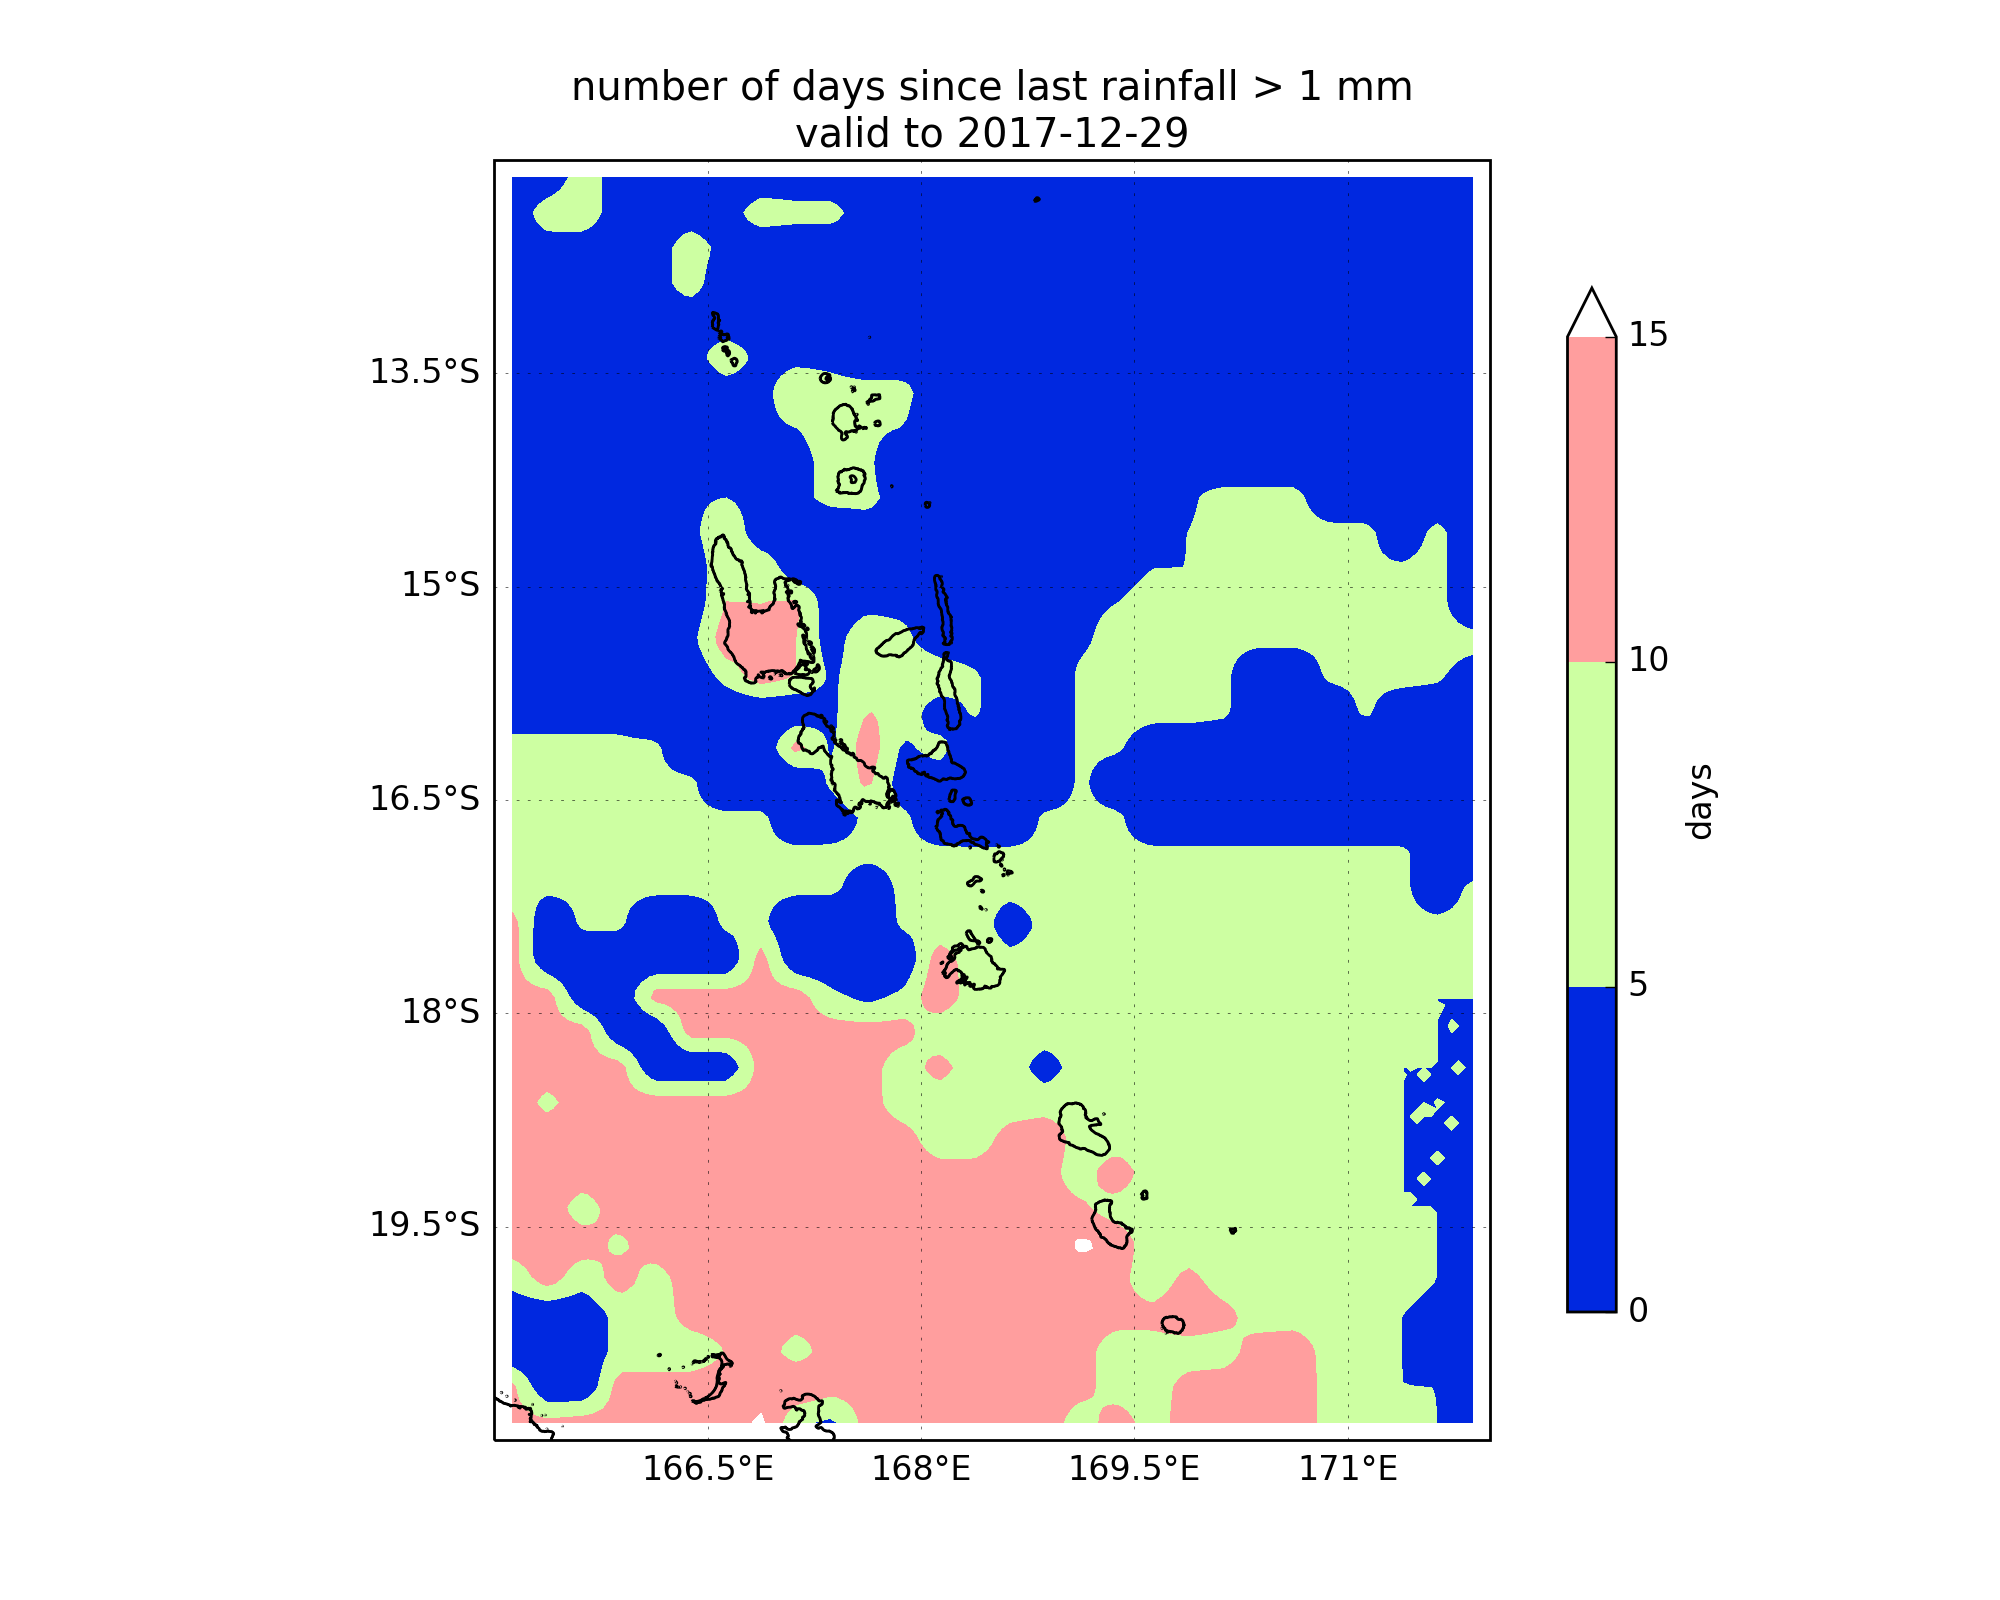 number of days since last rainfall > 1 mm
valid to 2017-12-29
13.5°S
15°S
16.5°S
18°S
19.5°S
166.5°E
168°E
169.5°E
171°E
15
10
5
0
days